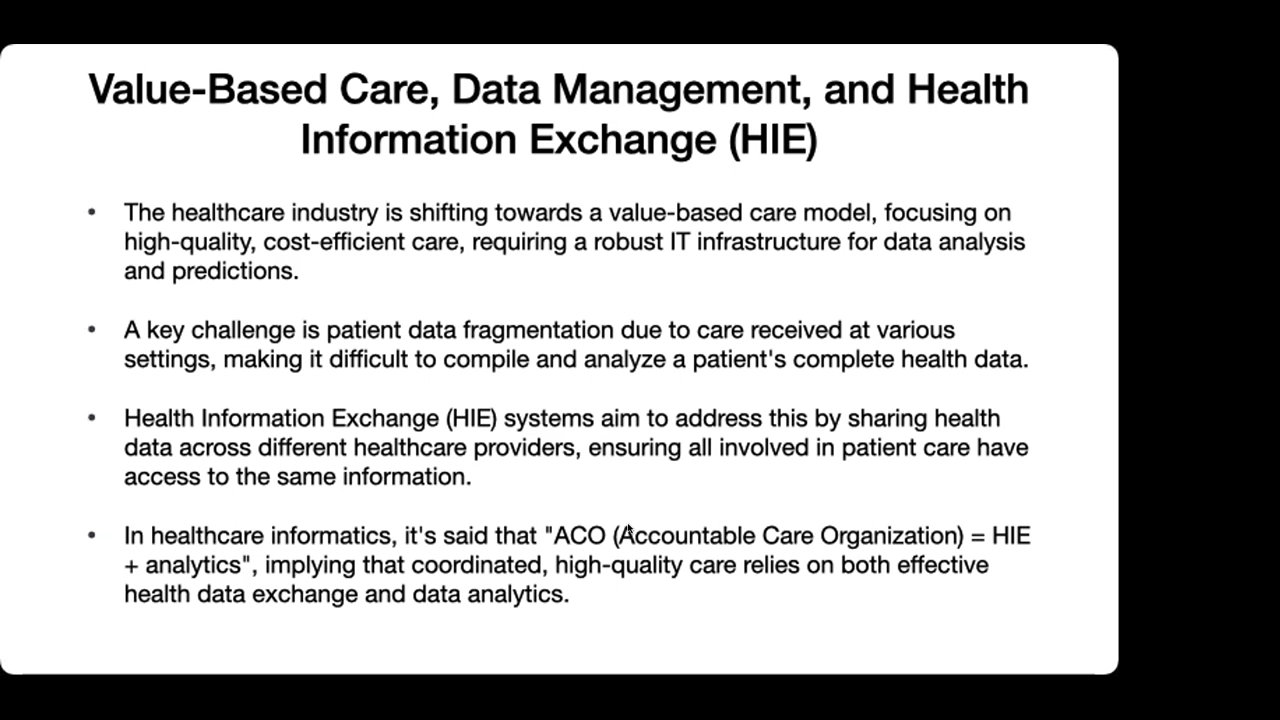 Value-Based Care, Data Management, and Health
Information Exchange (HIE)
• The healthcare industry is shifting towards a value-based care model, focusing on
high-quality, cost-efficient care, requiring a robust IT infrastructure for data analysis
and predictions.
• A key challenge is patient data fragmentation due to care received at various
settings, making it difficult to compile and analyze a patient's complete health data.
• Health Information Exchange (HIE) systems aim to address this by sharing health
data across different healthcare providers, ensuring all involved in patient care have
access to the same information.
• In healthcare informatics, it's said that "ACO (Accountable Care Organization) = HIE
+ analytics", implying that coordinated, high-quality care relies on both effective
health data exchange and data analytics.